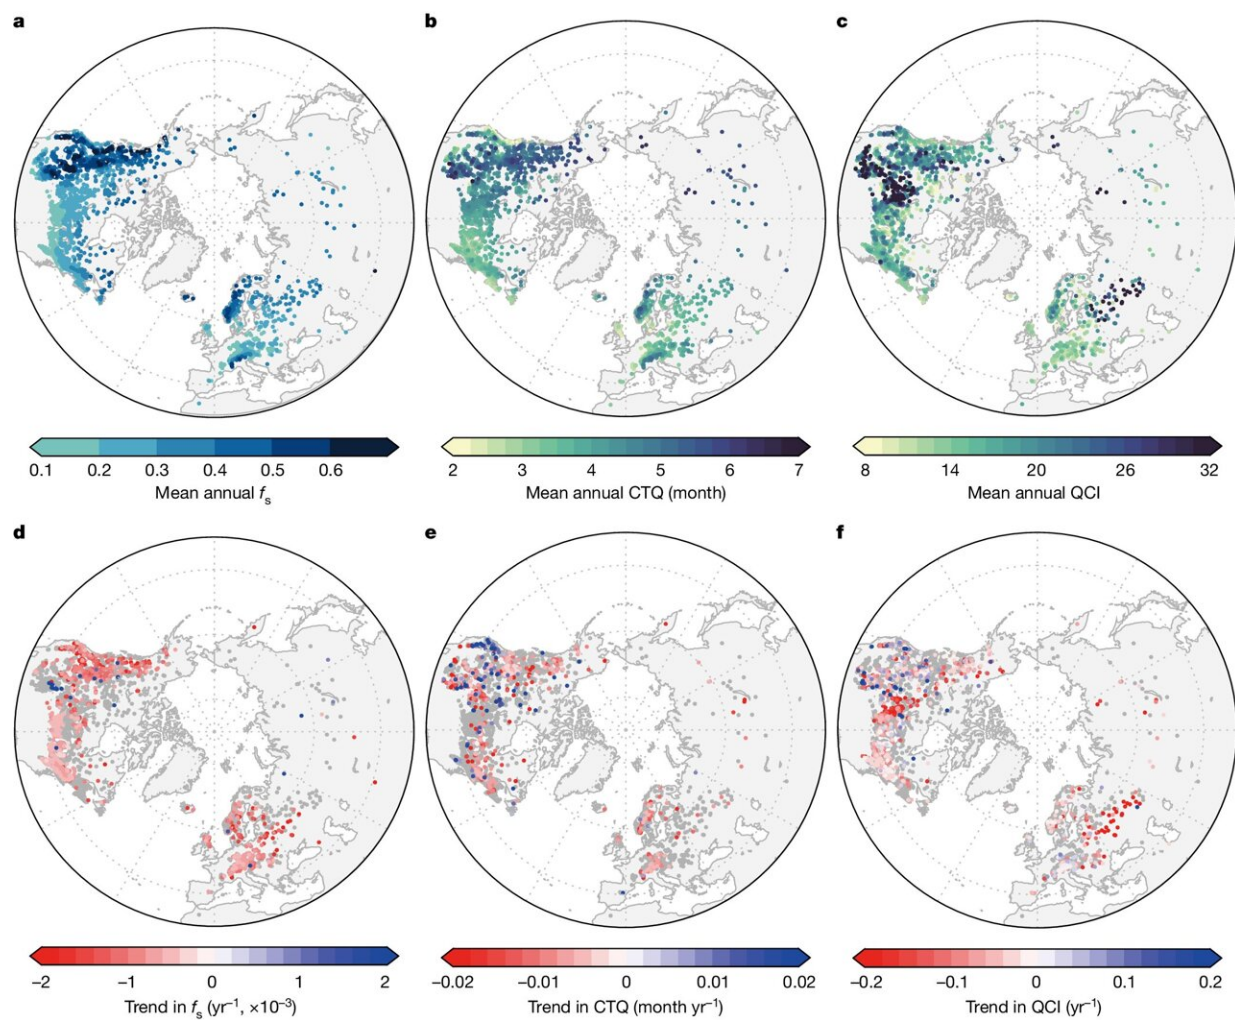 a
b
c
0.1 0.2 0.3 0.4 0.5 0.6
Mean annual fs
2 3 4 5 6 7
Mean annual CTQ (month)
8 14 20 26 32
Mean annual QCI
d
e
f
−2 −1 0 1 2
Trend in fs (yr−1, ×10−3)
−0.02 −0.01 0 0.01 0.02
Trend in CTQ (month yr−1)
−0.2 −0.1 0 0.1 0.2
Trend in QCI (yr−1)